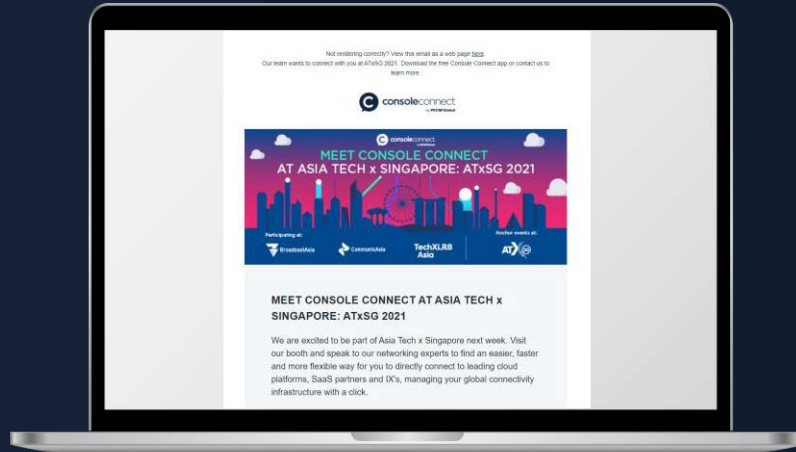 Not rendering correctly? View this email as a web page here.
Our team wants to connect with you at ATxSG 2021. Download the free Console Connect app or contact us to
learn more.
consoleconnect
by PCCW Global
consoleconnect
MEET CONSOLE CONNECT
AT ASIA TECH x SINGAPORE: ATxSG 2021
Participating at:
Anchor events at:
BroadcastAsia
CommunicAsia
TechXLR8
Asia
ATX SG
MEET CONSOLE CONNECT AT ASIA TECH x
SINGAPORE: ATxSG 2021
We are excited to be part of Asia Tech x Singapore next week. Visit
our booth and speak to our networking experts to find an easier, faster
and more flexible way for you to directly connect to leading cloud
platforms, SaaS partners and IX's, managing your global connectivity
infrastructure with a click.